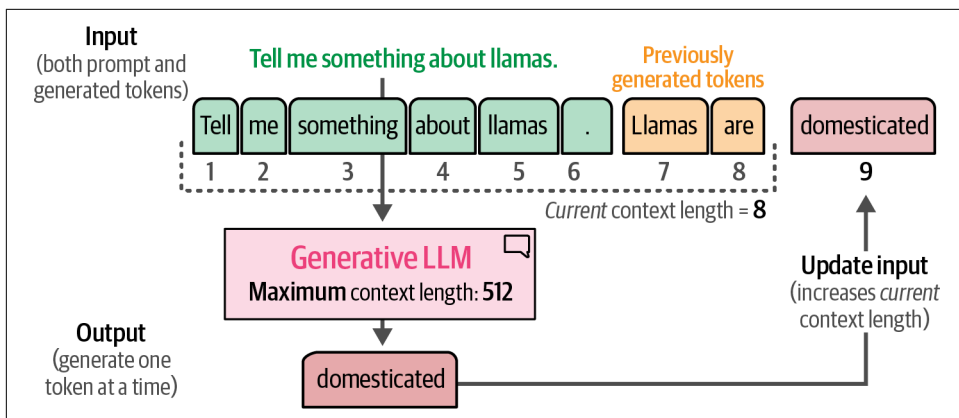 Input
(both prompt and
generated tokens)
Tell me something about llamas.
Previously
generated tokens
Tell me something about llamas . Llamas are domesticated
1 2 3 4 5 6 7 8 9
Current context length = 8
Generative LLM
Maximum context length: 512
Update input
(increases current
context length)
Output
(generate one
token at a time)
domesticated